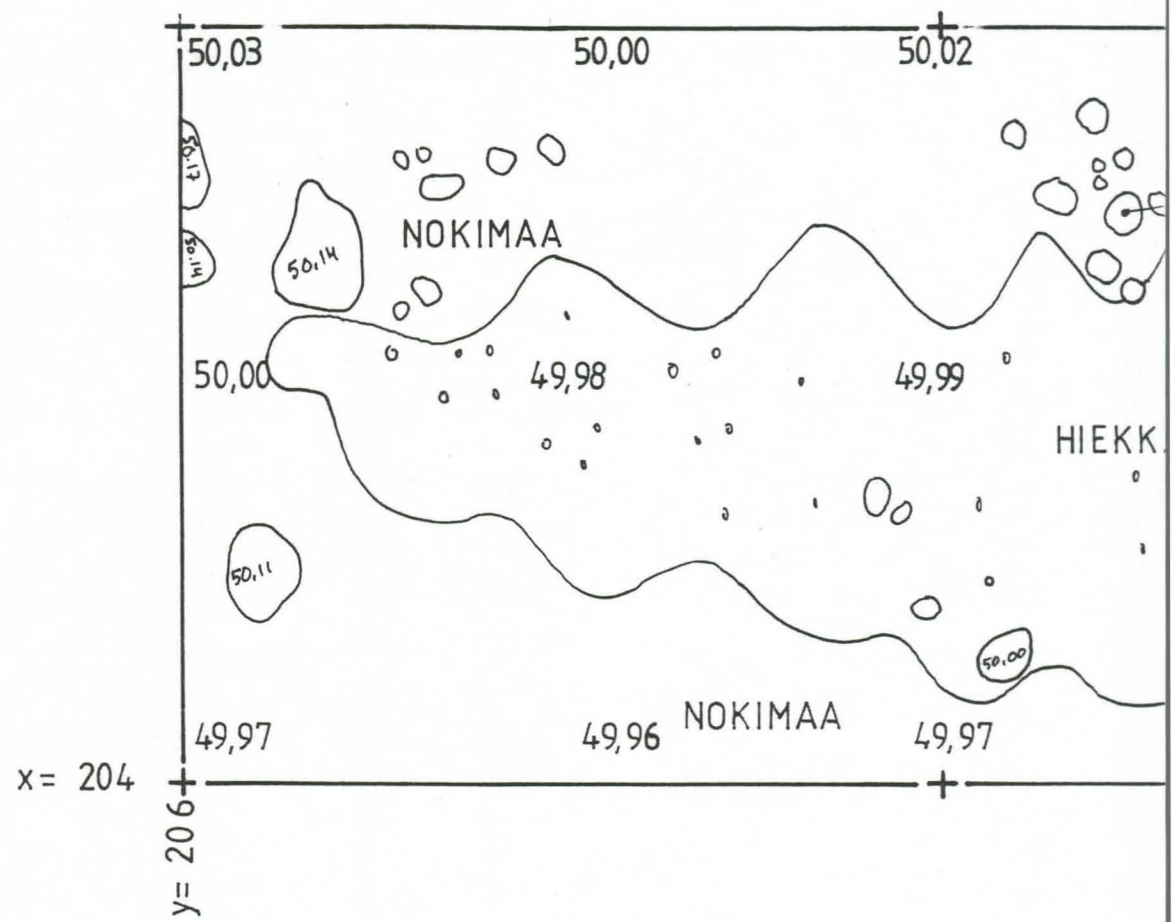 50,03 50,00 50,02
50.17
NOKIMAA
50.14
50,14
50,00 49,98 49,99
HIEKK
50,11
50,00
NOKIMAA
49,97 49,96 49,97
x= 204
y= 206